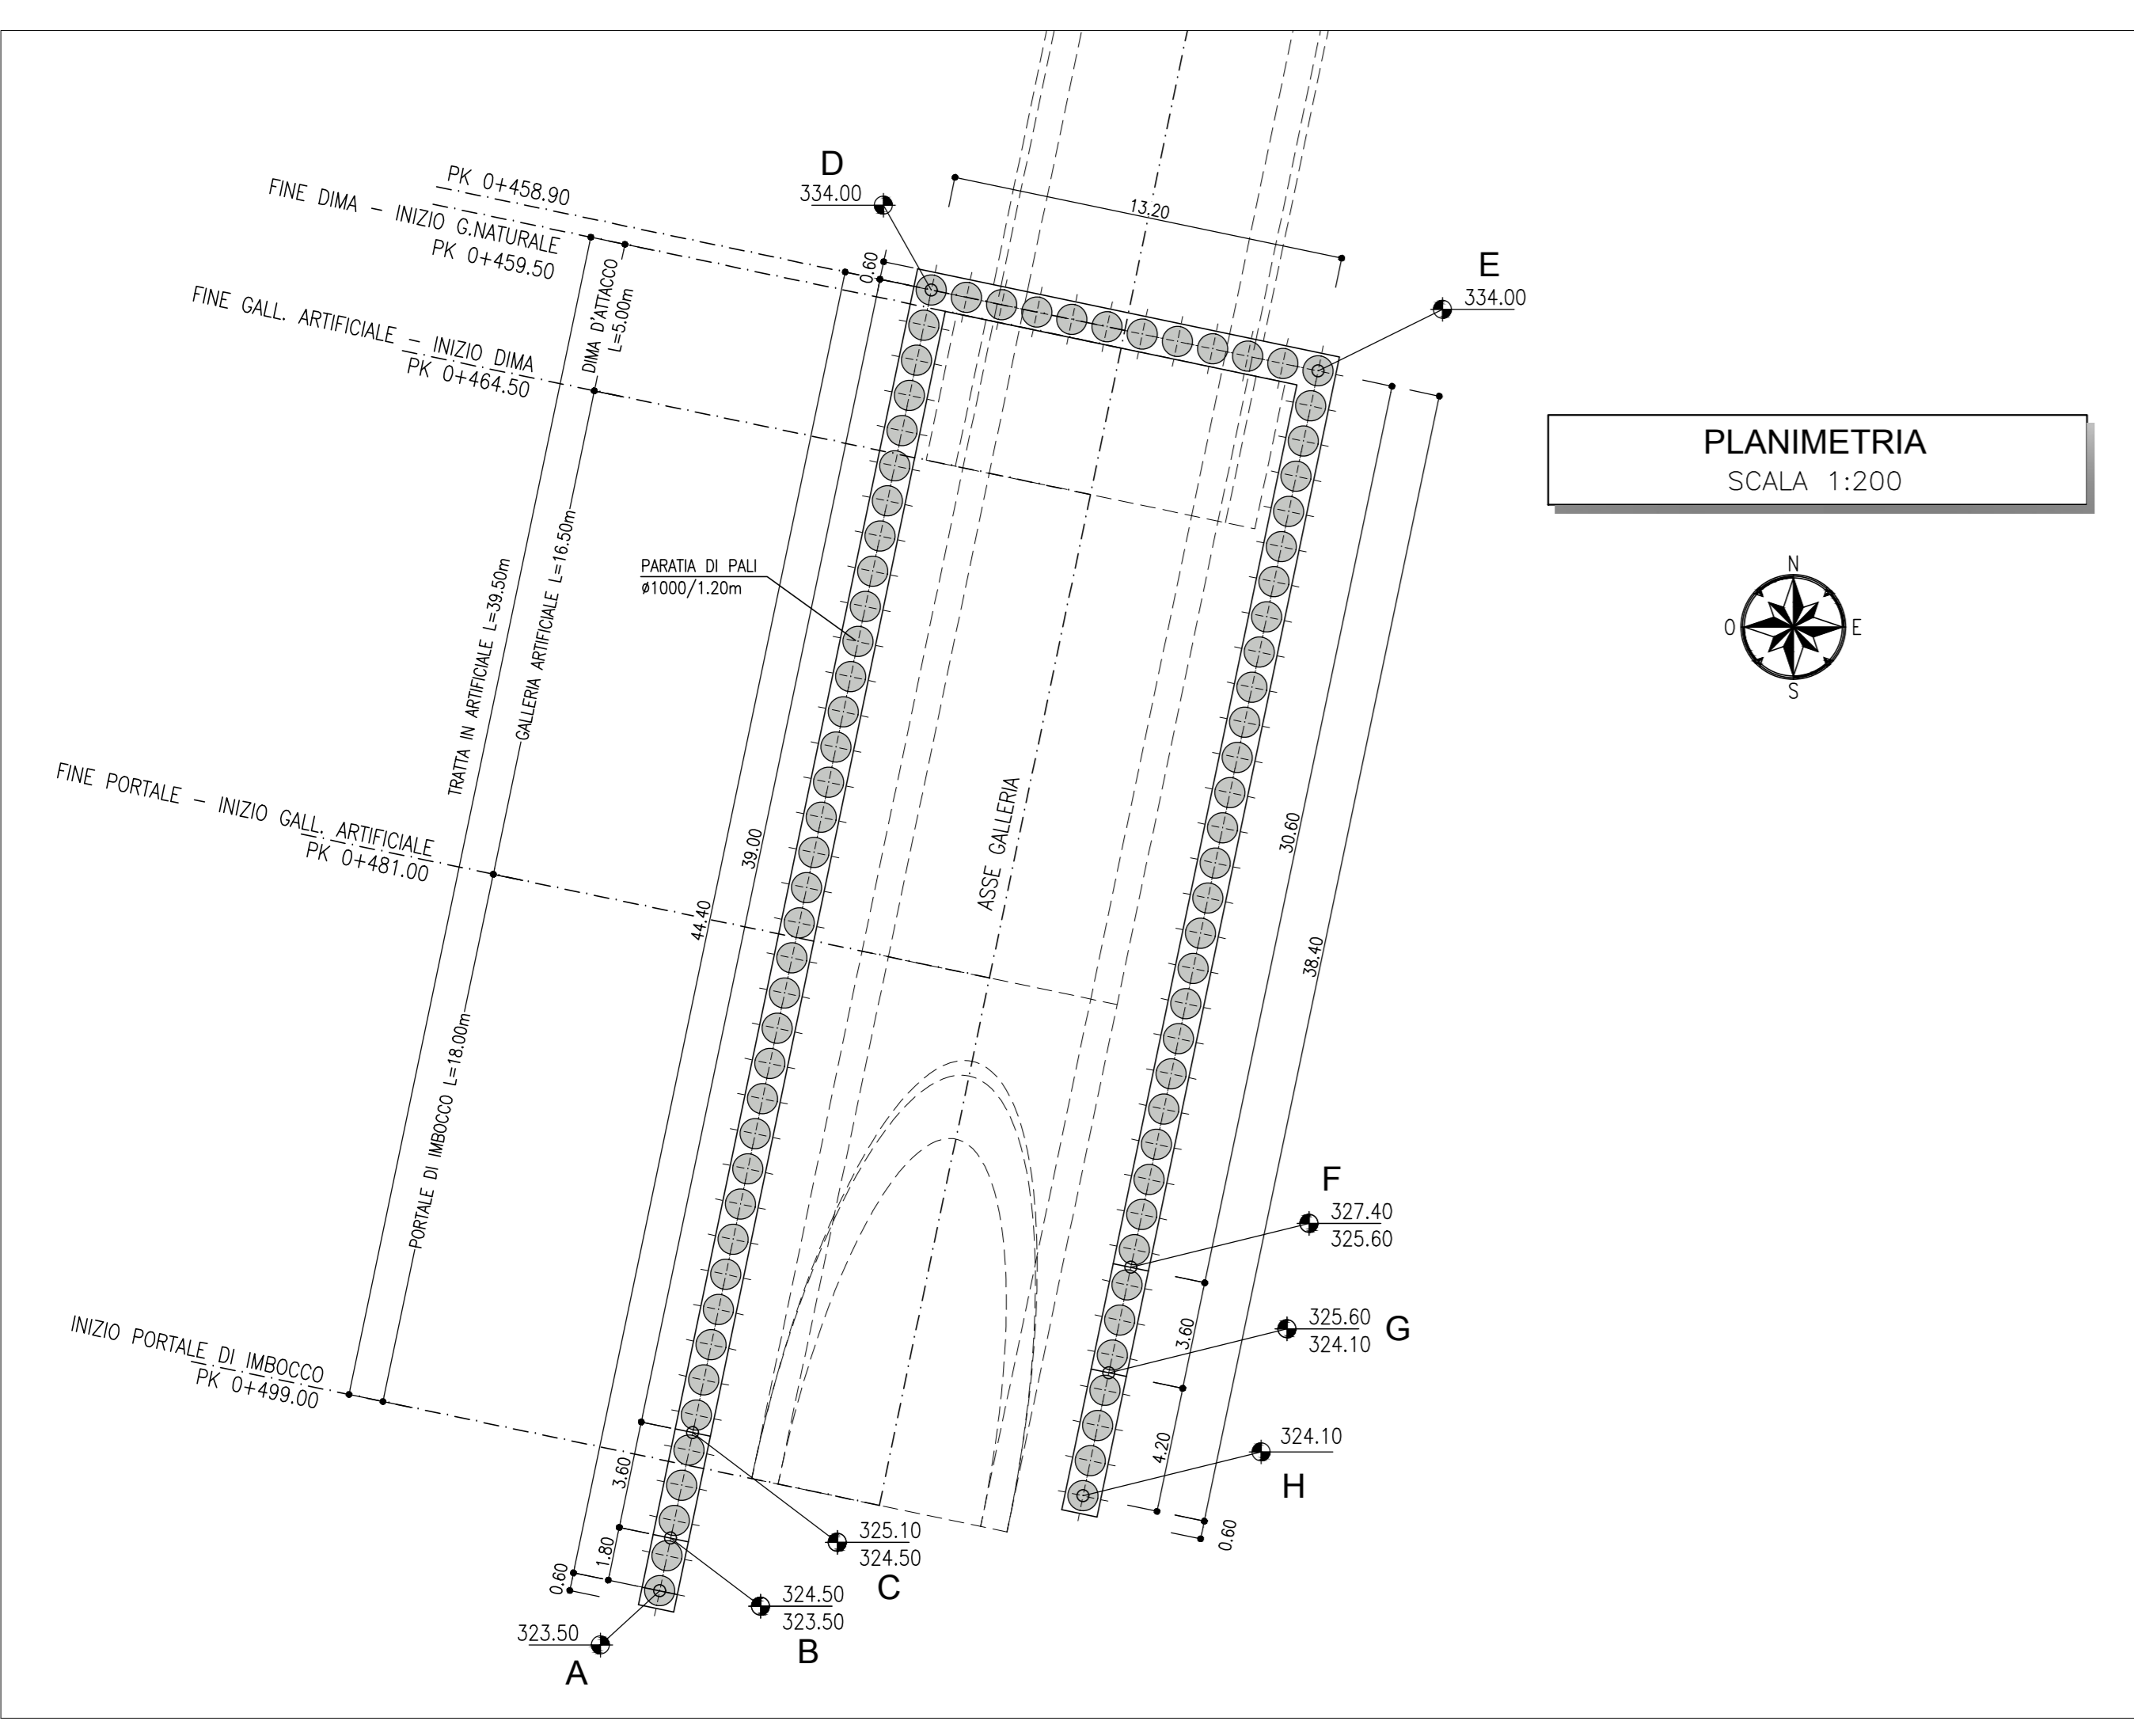 D
334.00
PK 0+458.90
FINE DIMA - INIZIO G.NATURALE
PK 0+459.50
13.20
0.60
E
334.00
DIMA D'ATTACCO
L=5.00m
FINE GALL. ARTIFICIALE - INIZIO DIMA
PK 0+464.50
PLANIMETRIA
SCALA 1:200
N
O
E
S
PARATIA DI PALI
ø1000/1.20m
TRATTA IN ARTIFICIALE L=39.50m
GALLERIA ARTIFICIALE L=16.50m
FINE PORTALE - INIZIO GALL. ARTIFICIALE
PK 0+481.00
39.00
44.40
ASSE GALLERIA
30.60
38.40
PORTALE DI IMBOCCO L=18.00m
F
327.40
325.60
325.60
324.10
G
3.60
INIZIO PORTALE DI IMBOCCO
PK 0+499.00
324.10
H
4.20
0.60
3.60
1.80
0.60
325.10
324.50
C
324.50
323.50
B
323.50
A